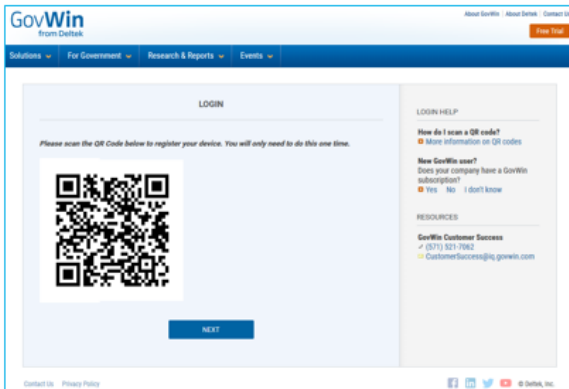 GovWin
from Deltek
About GovWin | About Deltek | Contact Us
Free Trial
Solutions For Government Research & Reports Events
LOGIN
Please scan the QR Code below to register your device. You will only need to do this one time.
NEXT
LOGIN HELP
How do I scan a QR code?
More information on QR codes
New GovWin user?
Does your company have a GovWin
subscription?
Yes No I don't know
RESOURCES
GovWin Customer Success
(571) 521-7062
CustomerSuccess@iq.govwin.com
Contact Us Privacy Policy
© Deltek, Inc.